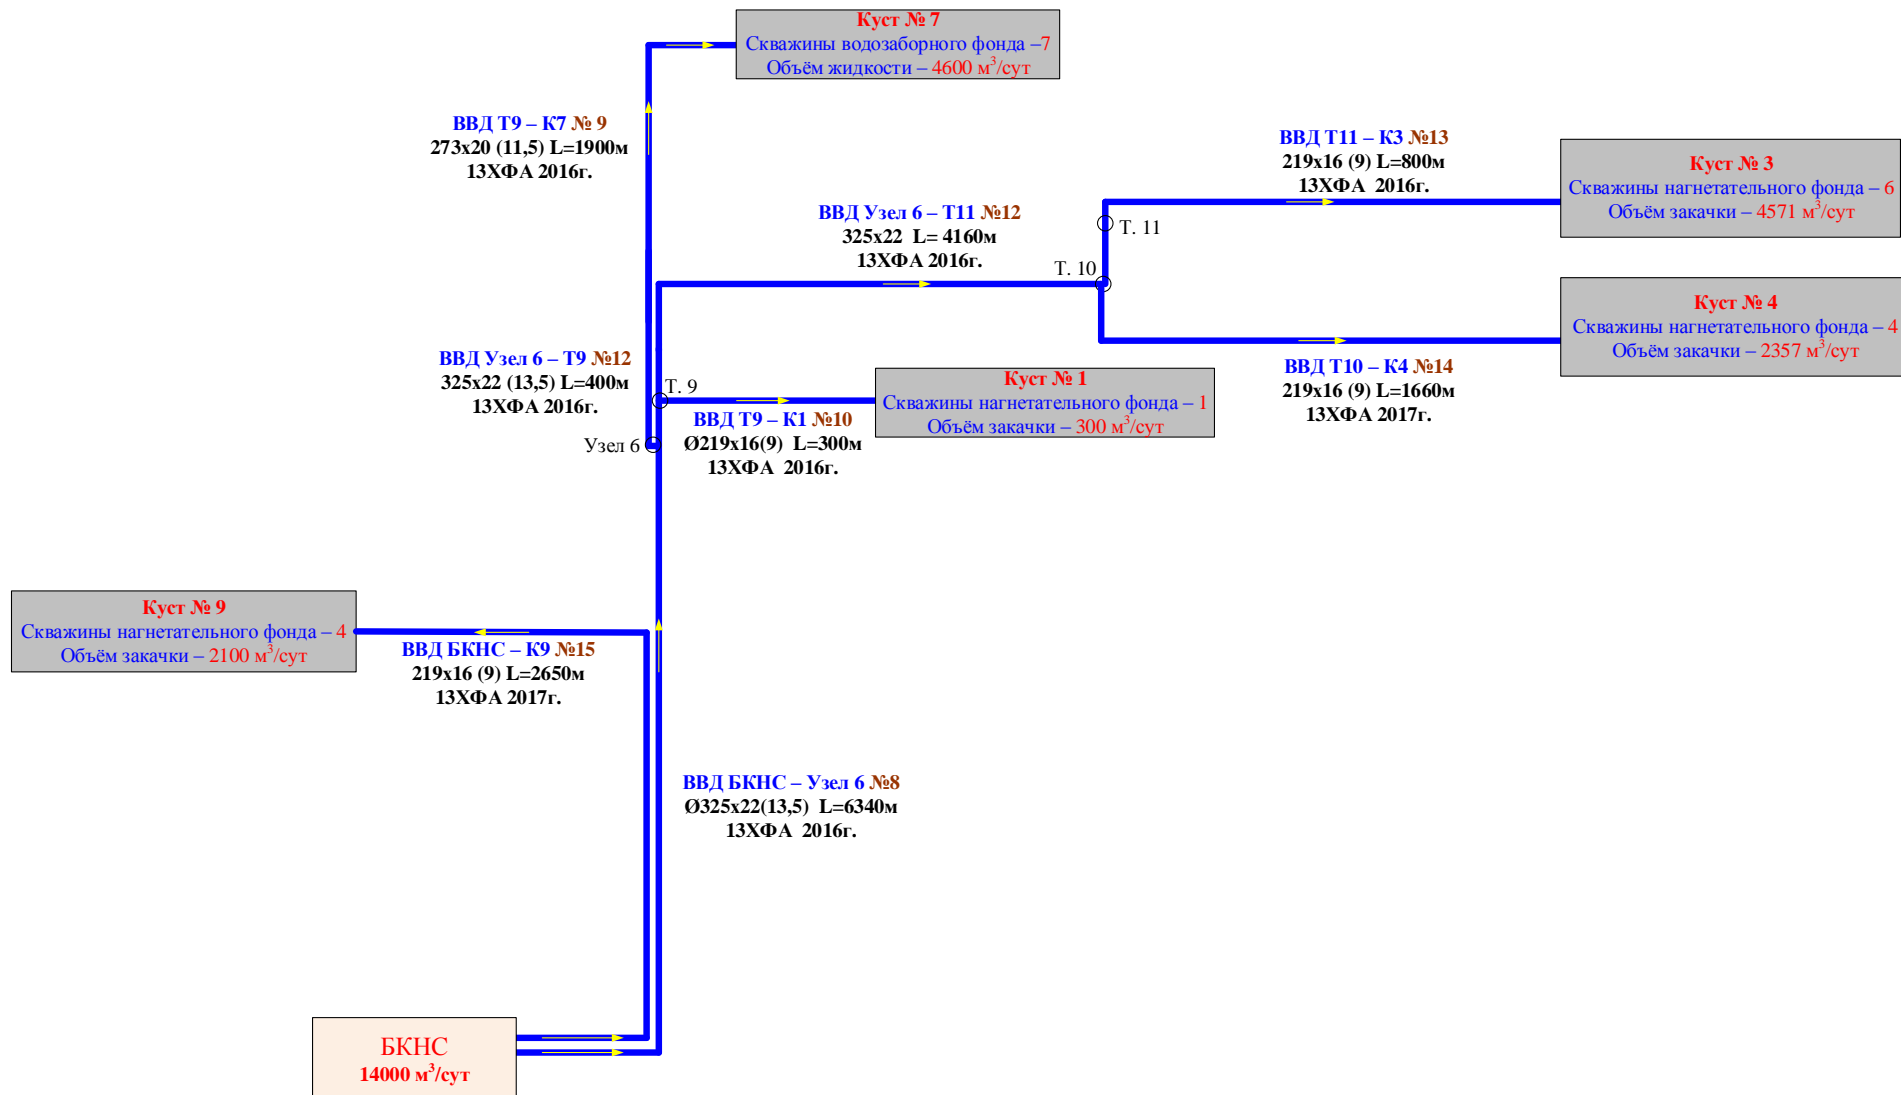 Куст № 7
Скважины водозаборного фонда –7
Объём жидкости – 4600 м³/сут
ВВД Т9 – К7 № 9
273х20 (11,5) L=1900м
13ХФА 2016г.
ВВД Т11 – К3 №13
219х16 (9) L=800м
13ХФА 2016г.
Куст № 3
Скважины нагнетательного фонда – 6
Объём закачки – 4571 м³/сут
ВВД Узел 6 – Т11 №12
325х22 L= 4160м
13ХФА 2016г.
Т. 11
Т. 10
Куст № 4
Скважины нагнетательного фонда – 4
Объём закачки – 2357 м³/сут
ВВД Т10 – К4 №14
219х16 (9) L=1660м
13ХФА 2017г.
ВВД Узел 6 – Т9 №12
325х22 (13,5) L=400м
13ХФА 2016г.
Т. 9
Куст № 1
Скважины нагнетательного фонда – 1
Объём закачки – 300 м³/сут
ВВД Т9 – К1 №10
Ø219х16(9) L=300м
13ХФА 2016г.
Узел 6
Куст № 9
Скважины нагнетательного фонда – 4
Объём закачки – 2100 м³/сут
ВВД БКНС – К9 №15
219х16 (9) L=2650м
13ХФА 2017г.
ВВД БКНС – Узел 6 №8
Ø325х22(13,5) L=6340м
13ХФА 2016г.
БКНС
14000 м³/сут